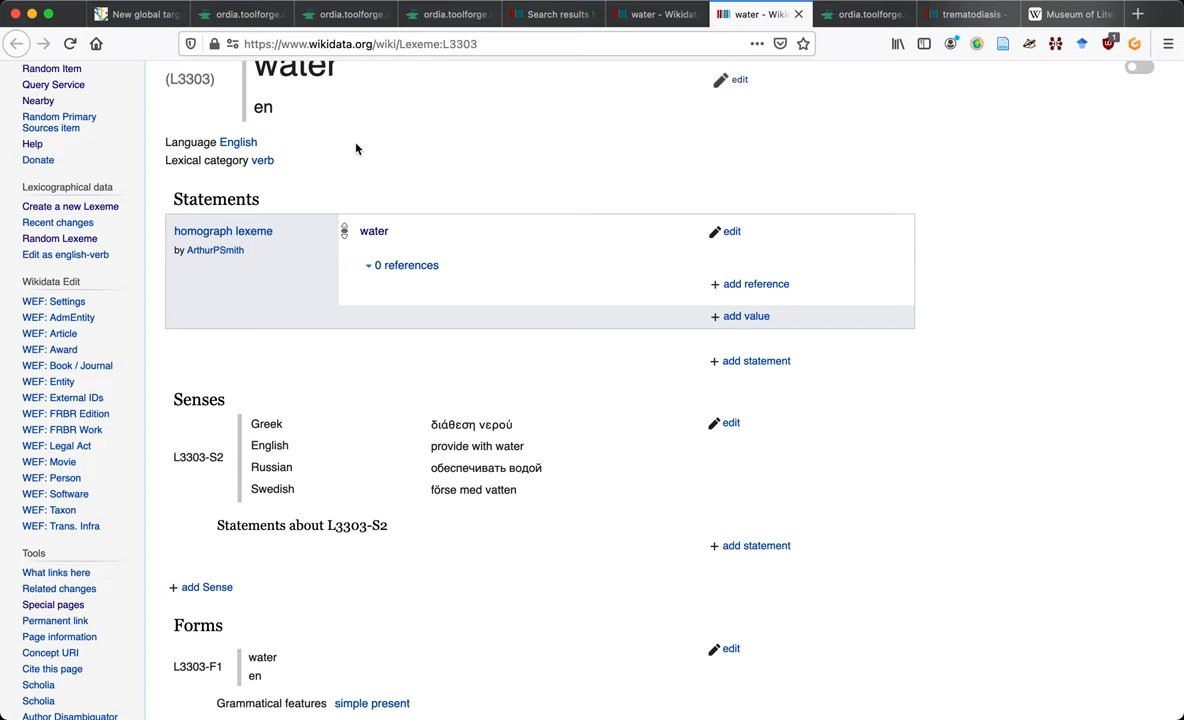 New global targ
ordia.toolforge.o
ordia.toolforge.o
ordia.toolforge.o
Search results f
water - Wikidata
water - Wiki
ordia.toolforge.o
trematodiasis -
Museum of Lite
https://www.wikidata.org/wiki/Lexeme:L3303
1
Random Item
Query Service
Nearby
Random Primary
Sources item
Help
Donate
Lexicographical data
Create a new Lexeme
Recent changes
Random Lexeme
Edit as english-verb
Wikidata Edit
WEF: Settings
WEF: AdmEntity
WEF: Article
WEF: Award
WEF: Book / Journal
WEF: Entity
WEF: External IDs
WEF: FRBR Edition
WEF: FRBR Work
WEF: Legal Act
WEF: Movie
WEF: Person
WEF: Software
WEF: Taxon
WEF: Trans. Infra
Tools
What links here
Related changes
Special pages
Permanent link
Page information
Concept URI
Cite this page
Scholia
Scholia
Author Disambiguator
water
(L3303)
edit
en
Language English
Lexical category verb
Statements
homograph lexeme
by ArthurPSmith
water
edit
0 references
+ add reference
+ add value
+ add statement
Senses
L3303-S2
Greek διάθεση νερού
English provide with water
Russian обеспечивать водой
Swedish förse med vatten
edit
Statements about L3303-S2
+ add statement
+ add Sense
Forms
L3303-F1
water
en
edit
Grammatical features simple present